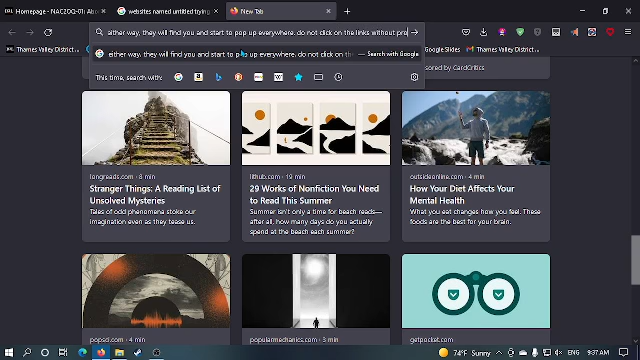 Homepage - NACZOQ-01: Ab
websites named untitled trying
New Tab
either way, they will find you and start to pop up everywhere. do not click on the links without pro
either way, they will find you and start to pop up everywhere. do not click on th — Search with Google
Thames Valley District ...
Thames Valley District ...
This time, search with:
sored by CardCritics
longreads.com · 8 min
Stranger Things: A Reading List of
Unsolved Mysteries
Tales of odd phenomena stoke our
imagination even as they tease us.
lithub.com · 19 min
29 Works of Nonfiction You Need
to Read This Summer
Summer isn't only a time for beach reads—
after all, how many days do you actually
spend at the beach each summer?
outsideonline.com · 4 min
How Your Diet Affects Your
Mental Health
What you eat changes how you feel. These
foods are the best for your brain.
popsci.com · 4 min
popularmechanics.com · 3 min
getpocket.com
74°F Sunny
ENG
9:37 AM